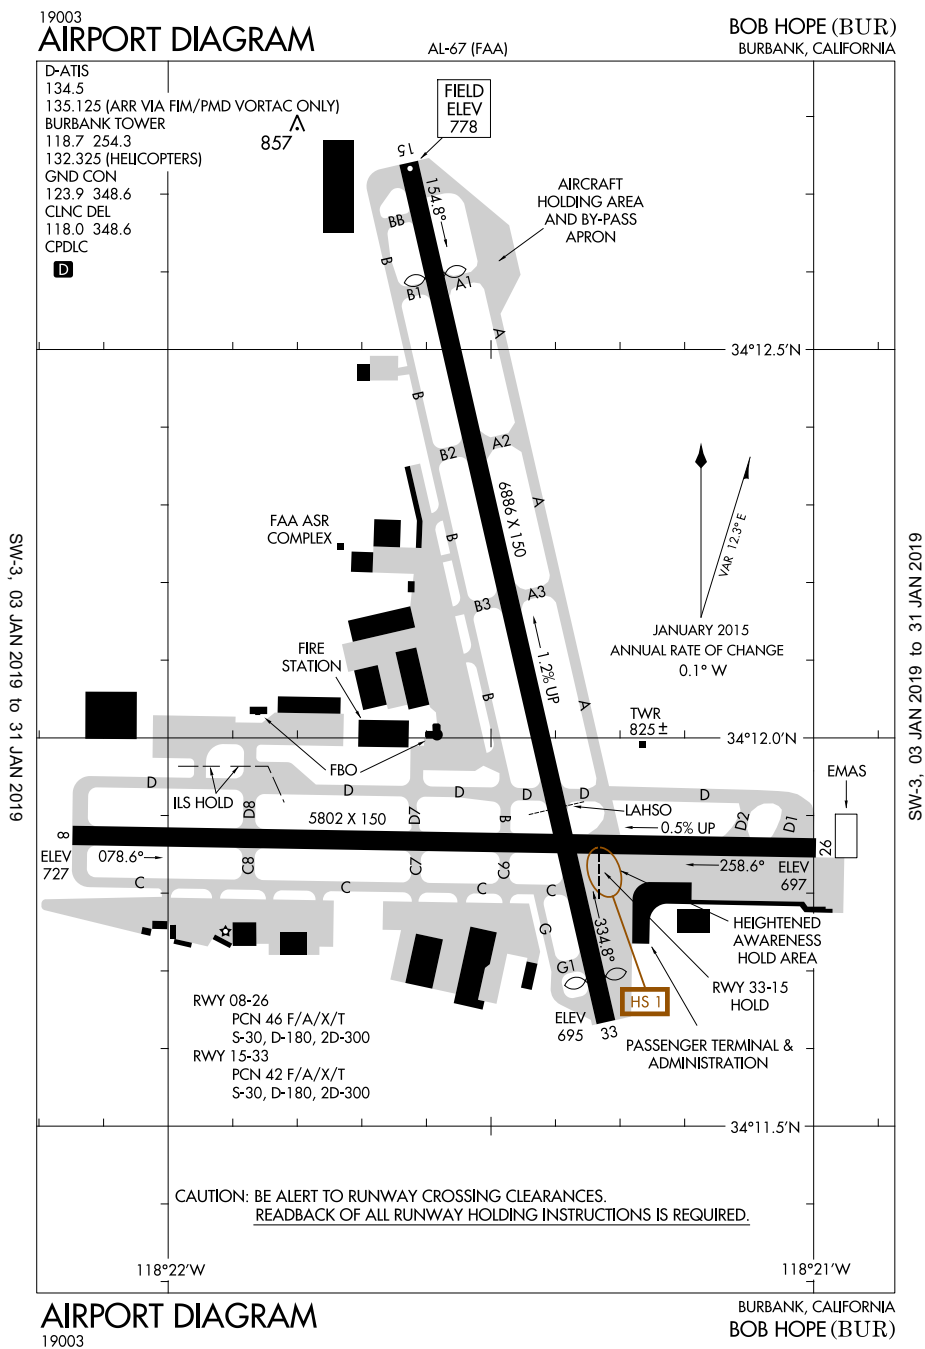 19003
AIRPORT DIAGRAM
AL-67 (FAA)
BOB HOPE (BUR)
BURBANK, CALIFORNIA
D-ATIS
134.5
135.125 (ARR VIA FIM/PMD VORTAC ONLY)
BURBANK TOWER
118.7 254.3
132.325 (HELICOPTERS)
GND CON
123.9 348.6
CLNC DEL
118.0 348.6
CPDLC
D
857
FIELD
ELEV
778
15
154.8°
AIRCRAFT
HOLDING AREA
AND BY-PASS
APRON
BB
B
B1
A1
A
34°12.5'N
B
B2
A2
A
6886 X 150
VAR 12.3° E
JANUARY 2015
ANNUAL RATE OF CHANGE
0.1° W
FAA ASR
COMPLEX
B
B3
A3
1.2% UP
FIRE
STATION
B
A
TWR
825±
34°12.0'N
FBO
ILS HOLD
EMAS
D
D
D
D
D
D
LAHSO
D8
D7
B
D2
D1
5802 X 150
0.5% UP
8
26
ELEV
727
078.6°
258.6°
ELEV
697
C8
C7
C6
C
C
C
G
G1
334.8°
HEIGHTENED
AWARENESS
HOLD AREA
RWY 33-15
HOLD
HS 1
ELEV
695
33
PASSENGER TERMINAL &
ADMINISTRATION
RWY 08-26
PCN 46 F/A/X/T
S-30, D-180, 2D-300
RWY 15-33
PCN 42 F/A/X/T
S-30, D-180, 2D-300
34°11.5'N
CAUTION: BE ALERT TO RUNWAY CROSSING CLEARANCES.
READBACK OF ALL RUNWAY HOLDING INSTRUCTIONS IS REQUIRED.
118°22'W
118°21'W
SW-3, 03 JAN 2019 to 31 JAN 2019
SW-3, 03 JAN 2019 to 31 JAN 2019
AIRPORT DIAGRAM
19003
BURBANK, CALIFORNIA
BOB HOPE (BUR)